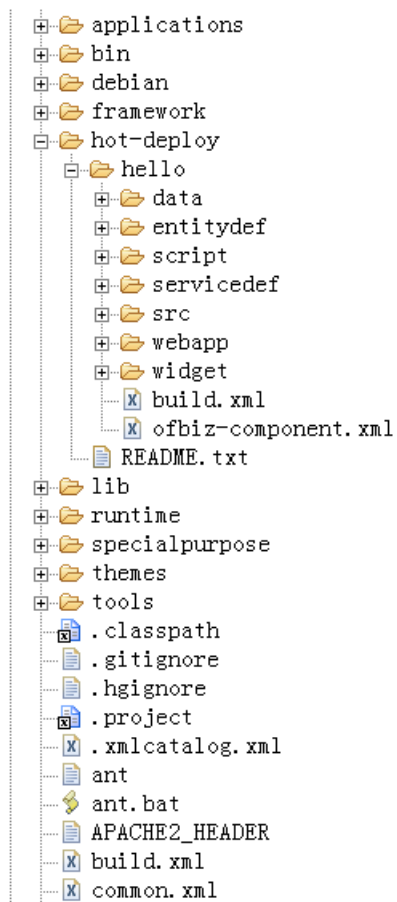 applications
bin
debian
framework
hot-deploy
hello
data
entitydef
script
servicedef
src
webapp
widget
build.xml
ofbiz-component.xml
README.txt
lib
runtime
specialpurpose
themes
tools
.classpath
.gitignore
.hgignore
.project
.xmlcatalog.xml
ant
ant.bat
APACHE2_HEADER
build.xml
common.xml